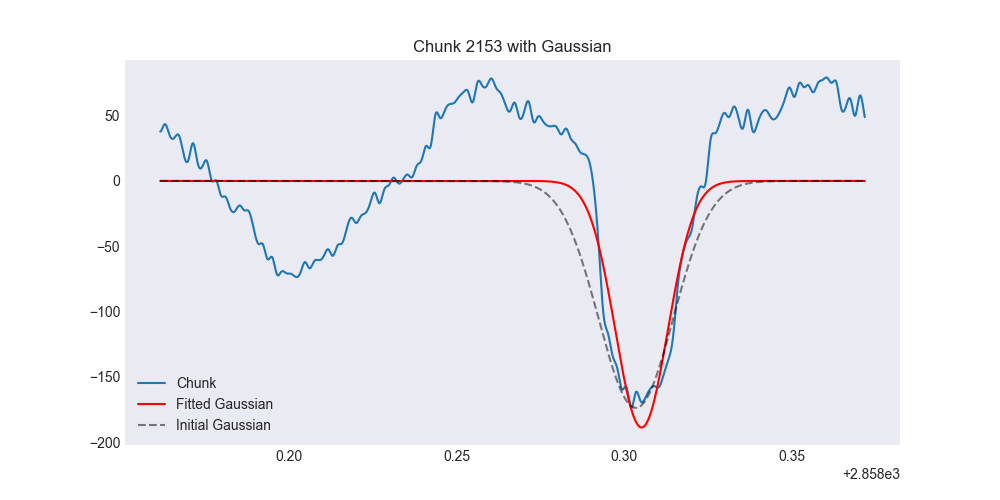 Chunk 2153 with Gaussian
50
0
−50
−100
−150
−200
Chunk
Fitted Gaussian
Initial Gaussian
0.20 0.25 0.30 0.35
+2.858e3